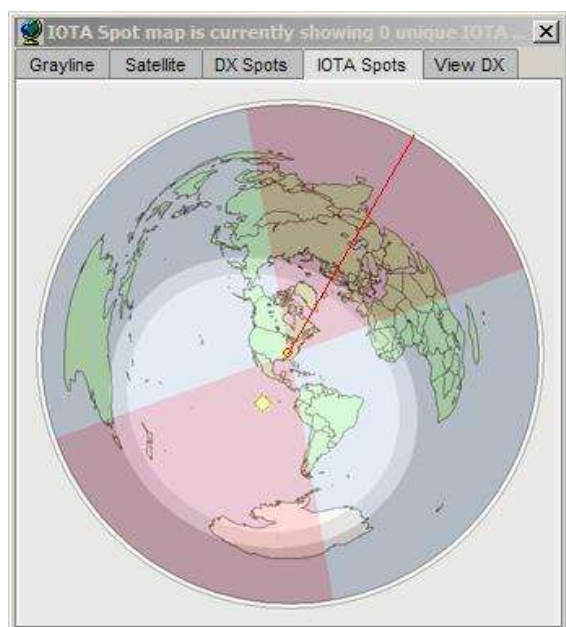 IOTA Spot map is currently showing 0 unique IOTA ...
Grayline Satellite DX Spots IOTA Spots View DX